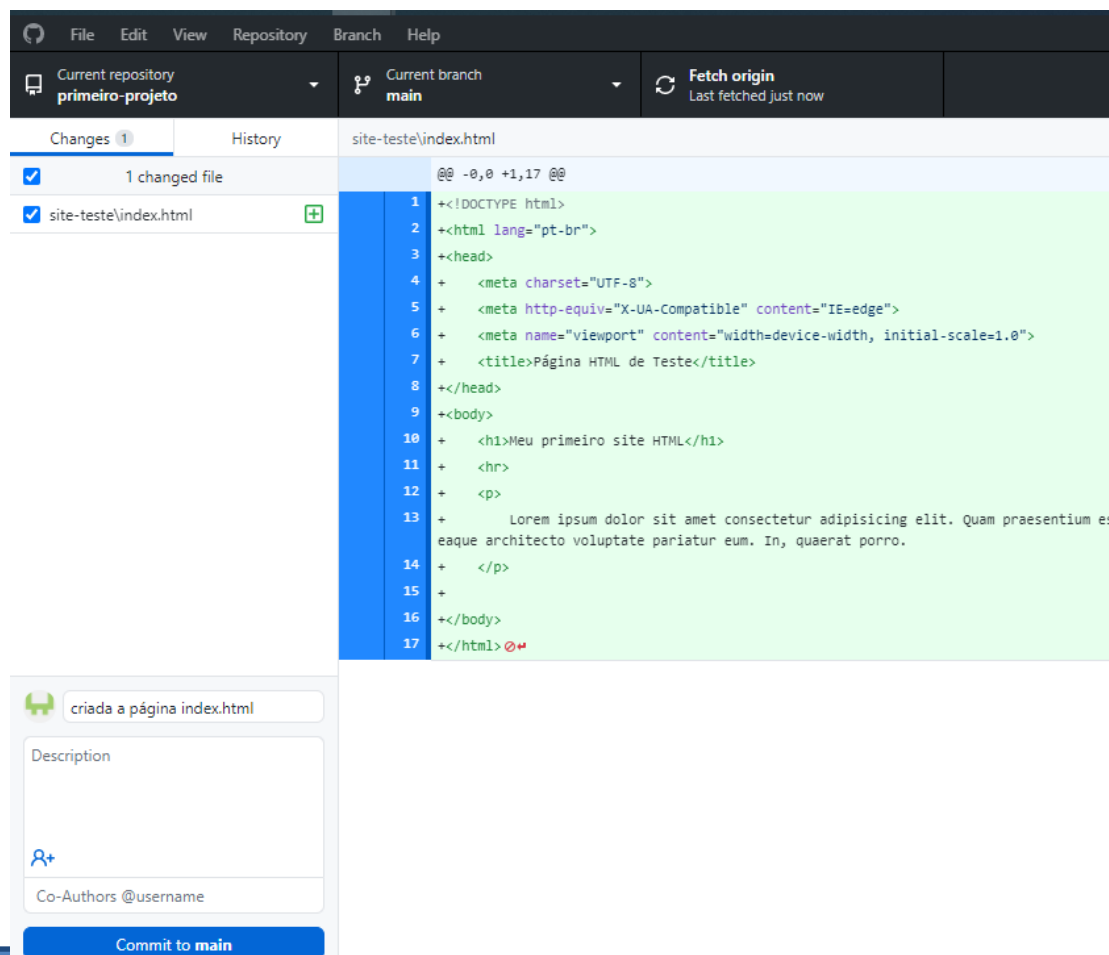 File Edit View Repository Branch Help
Current repository
primeiro-projeto
Current branch
main
Fetch origin
Last fetched just now
Changes 1 History
1 changed file
site-teste\index.html
site-teste\index.html
@@ -0,0 +1,17 @@
1 +<!DOCTYPE html>
2 +<html lang="pt-br">
3 +<head>
4 +    <meta charset="UTF-8">
5 +    <meta http-equiv="X-UA-Compatible" content="IE=edge">
6 +    <meta name="viewport" content="width=device-width, initial-scale=1.0">
7 +    <title>Página HTML de Teste</title>
8 +</head>
9 +<body>
10 +    <h1>Meu primeiro site HTML</h1>
11 +    <hr>
12 +    <p>
13 +        Lorem ipsum dolor sit amet consectetur adipisicing elit. Quam praesentium
eaque architecto voluptate pariatur eum. In, quaerat porro.
14 +    </p>
15 +
16 +</body>
17 +</html>
criada a página index.html
Description
Co-Authors @username
Commit to main